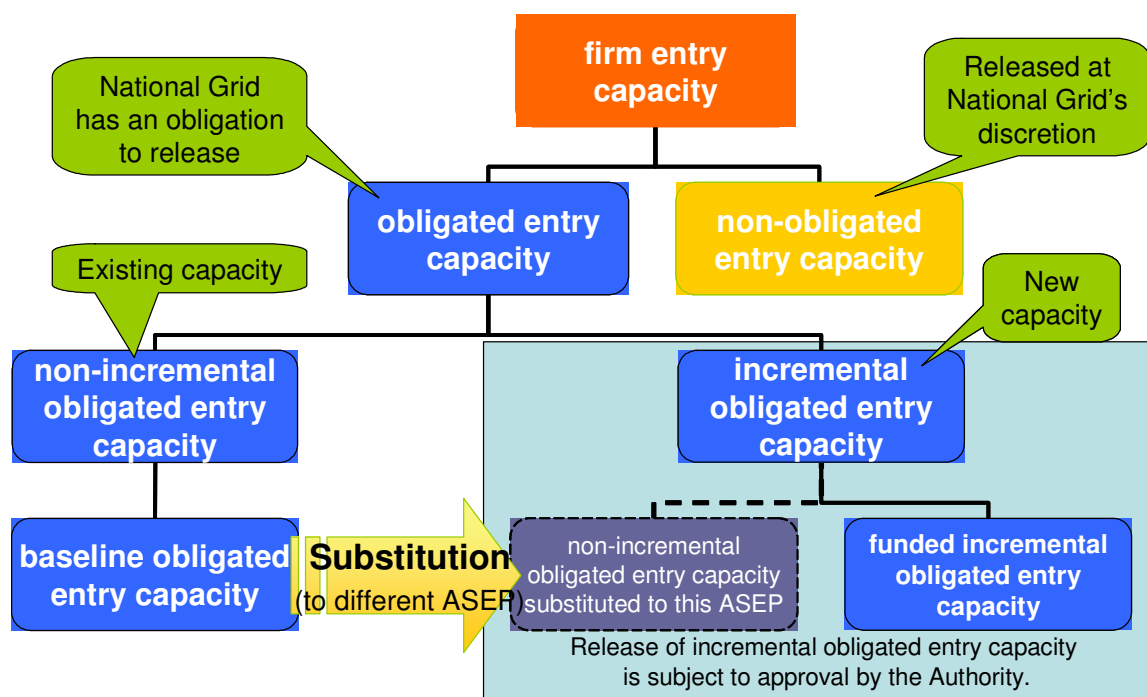 firm entry
capacity
National Grid
has an obligation
to release
Released at
National Grid's
discretion
obligated entry
capacity
non-obligated
entry capacity
Existing capacity
New
capacity
non-incremental
obligated entry
capacity
incremental
obligated entry
capacity
baseline obligated
entry capacity
Substitution
(to different ASEP)
non-incremental
obligated entry capacity
substituted to this ASEP
funded incremental
obligated entry
capacity
Release of incremental obligated entry capacity
is subject to approval by the Authority.